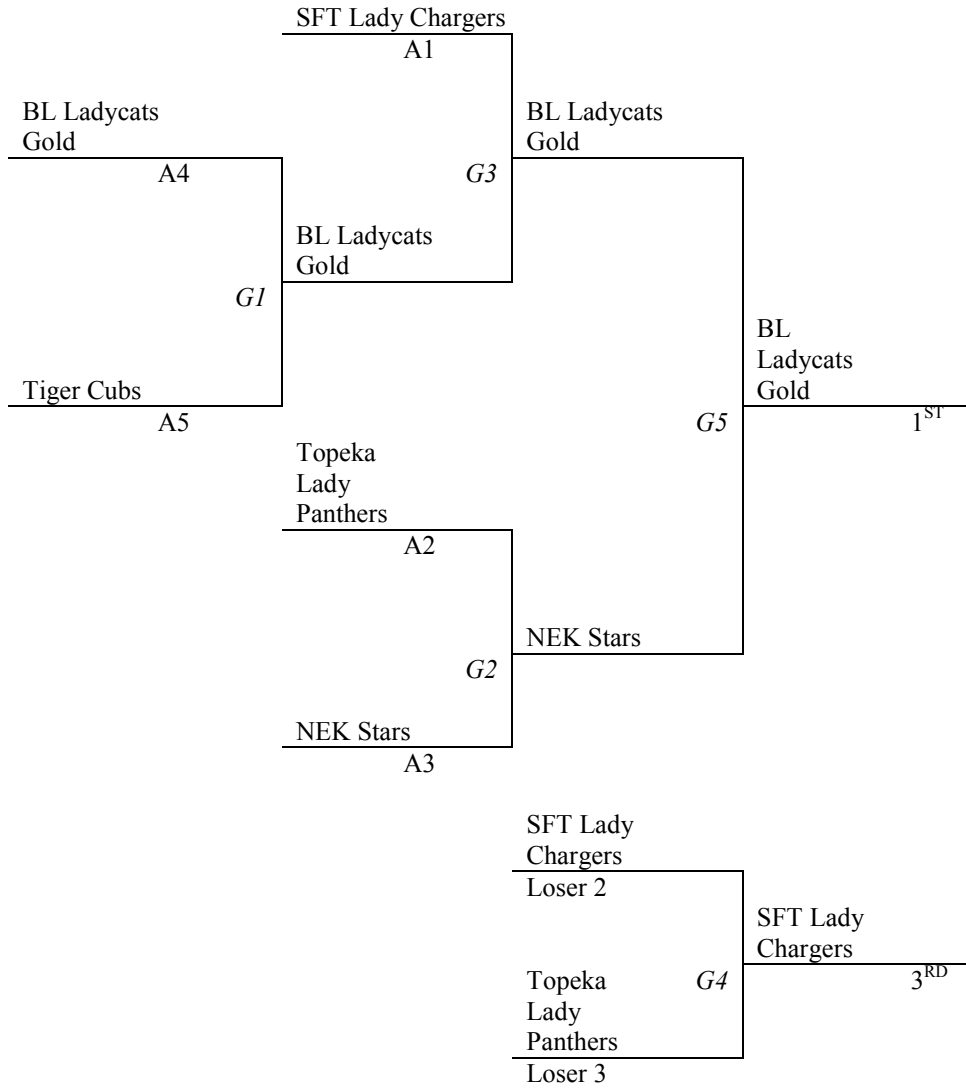 SFT Lady Chargers
A1
BL Ladycats
Gold
A4
BL Ladycats
Gold
G3
BL Ladycats
Gold
G1
BL
Ladycats
Gold
Tiger Cubs
A5
G5
1ST
Topeka
Lady
Panthers
A2
NEK Stars
G2
NEK Stars
A3
SFT Lady
Chargers
Loser 2
SFT Lady
Chargers
Topeka
Lady
Panthers
G4
3RD
Loser 3